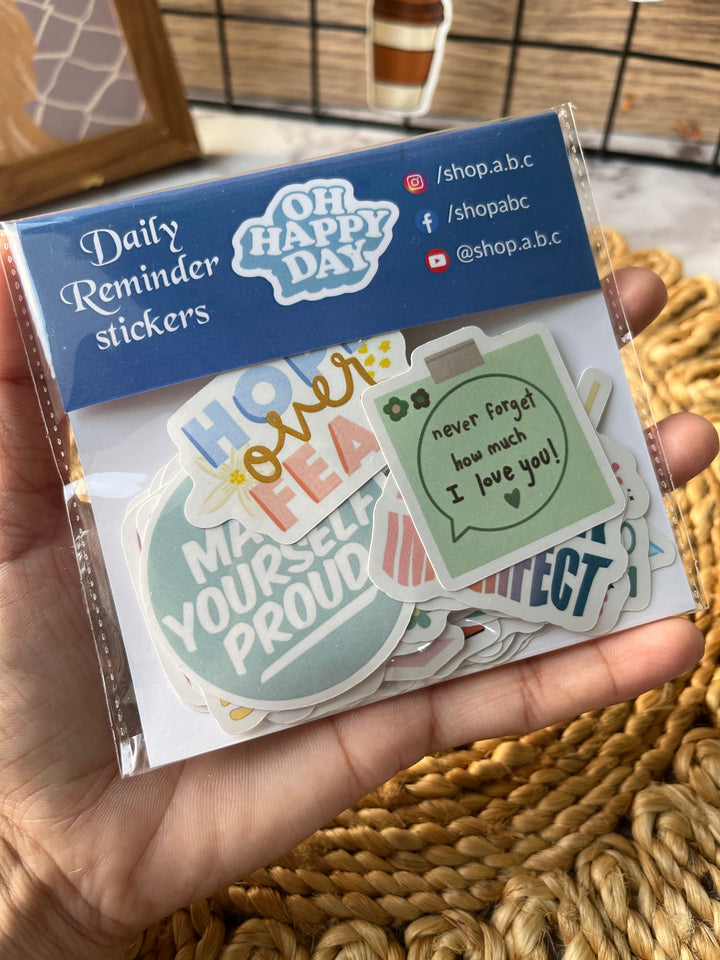 Daily
Reminder
stickers
OH
HAPPY
DAY
/shop.a.b.c
/shopabc
@shop.a.b.c
over
never forget
how much
I love you!
YOURSELF
PROUD